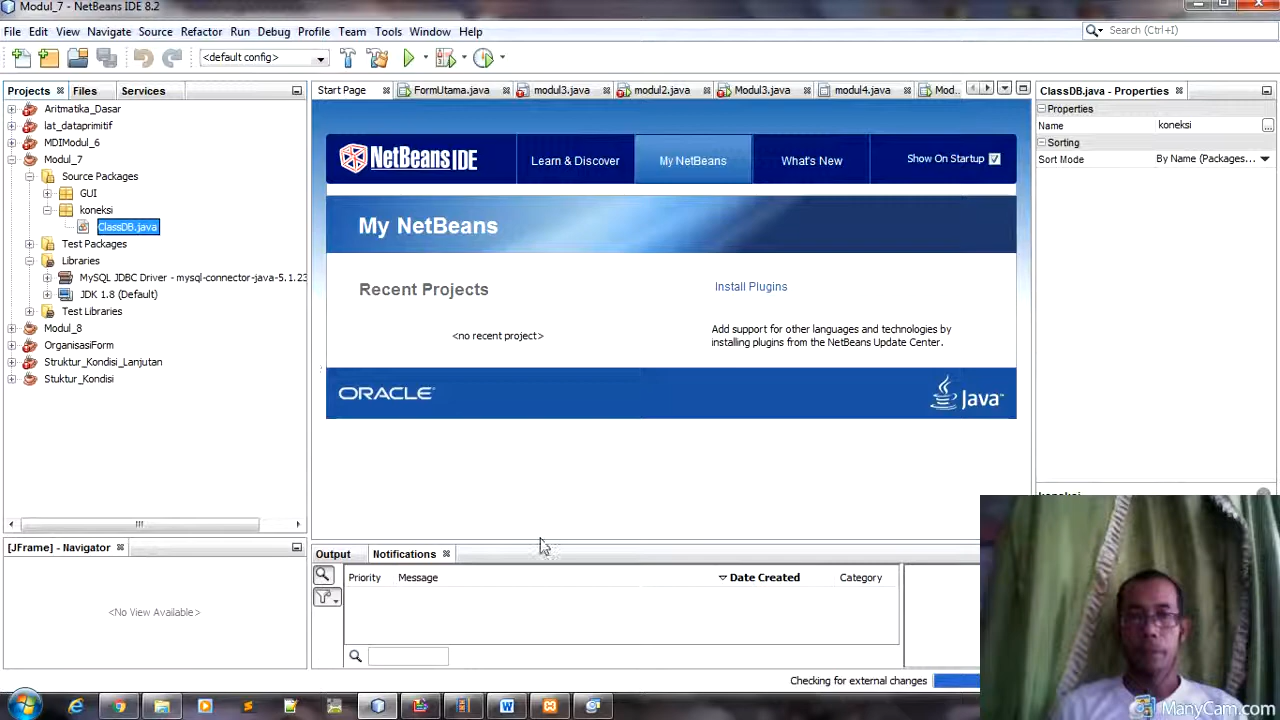 Modul_7 - NetBeans IDE 8.2
File Edit View Navigate Source Refactor Run Debug Profile Team Tools Window Help
Search (Ctrl+I)
<default config>
Projects Files Services
Start Page FormUtama.java modul3.java modul2.java Modul3.java modul4.java Mod...
ClassDB.java - Properties
Aritmatika_Dasar
lat_dataprimitif
MDIModul_6
Modul_7
Source Packages
GUI
koneksi
ClassDB.java
Test Packages
Libraries
MySQL JDBC Driver - mysql-connector-java-5.1.23
JDK 1.8 (Default)
Test Libraries
Modul_8
OrganisasiForm
Struktur_Kondisi_Lanjutan
Stuktur_Kondisi
NetBeans IDE
Learn & Discover My NetBeans What's New Show On Startup
My NetBeans
Recent Projects
<no recent project>
Install Plugins
Add support for other languages and technologies by
installing plugins from the NetBeans Update Center.
ORACLE
Java
Properties
Name koneksi ...
Sorting
Sort Mode By Name (Packages...
[JFrame] - Navigator
<No View Available>
Output Notifications
Priority Message Date Created Category
Checking for external changes
ManyCam.com